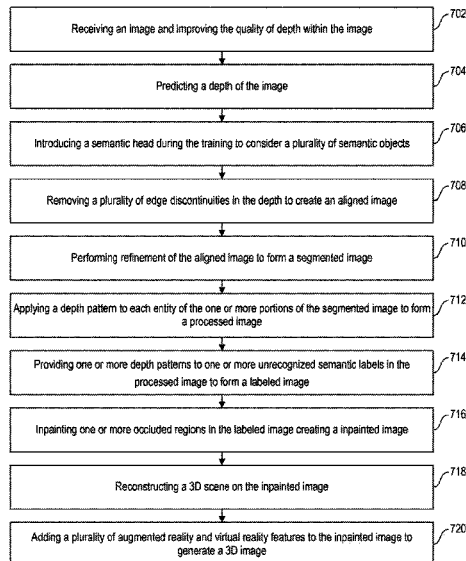 Receiving an image and improving the quality of depth within the image
702
Predicting a depth of the image
704
Introducing a semantic head during the training to consider a plurality of semantic objects
706
Removing a plurality of edge discontinuities in the depth to create an aligned image
708
Performing refinement of the aligned image to form a segmented image
710
Applying a depth pattern to each entity of the one or more portions of the segmented image to form
a processed image
712
Providing one or more depth patterns to one or more unrecognized semantic labels in the
processed image to form a labeled image
714
Inpainting one or more occluded regions in the labeled image creating a inpainted image
716
Reconstructing a 3D scene on the inpainted image
718
Adding a plurality of augmented reality and virtual reality features to the inpainted image to
generate a 3D image
720